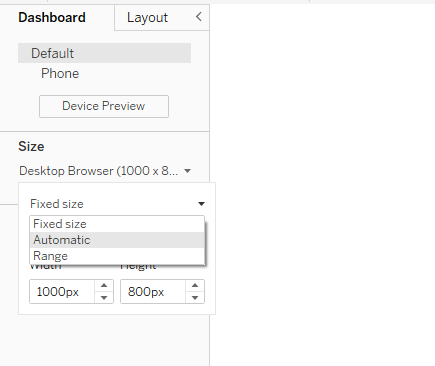 Dashboard Layout <
Default
Phone
Device Preview
Size
Desktop Browser (1000 x 8...
Fixed size
Fixed size
Automatic
Range
Width Height
1000px 800px